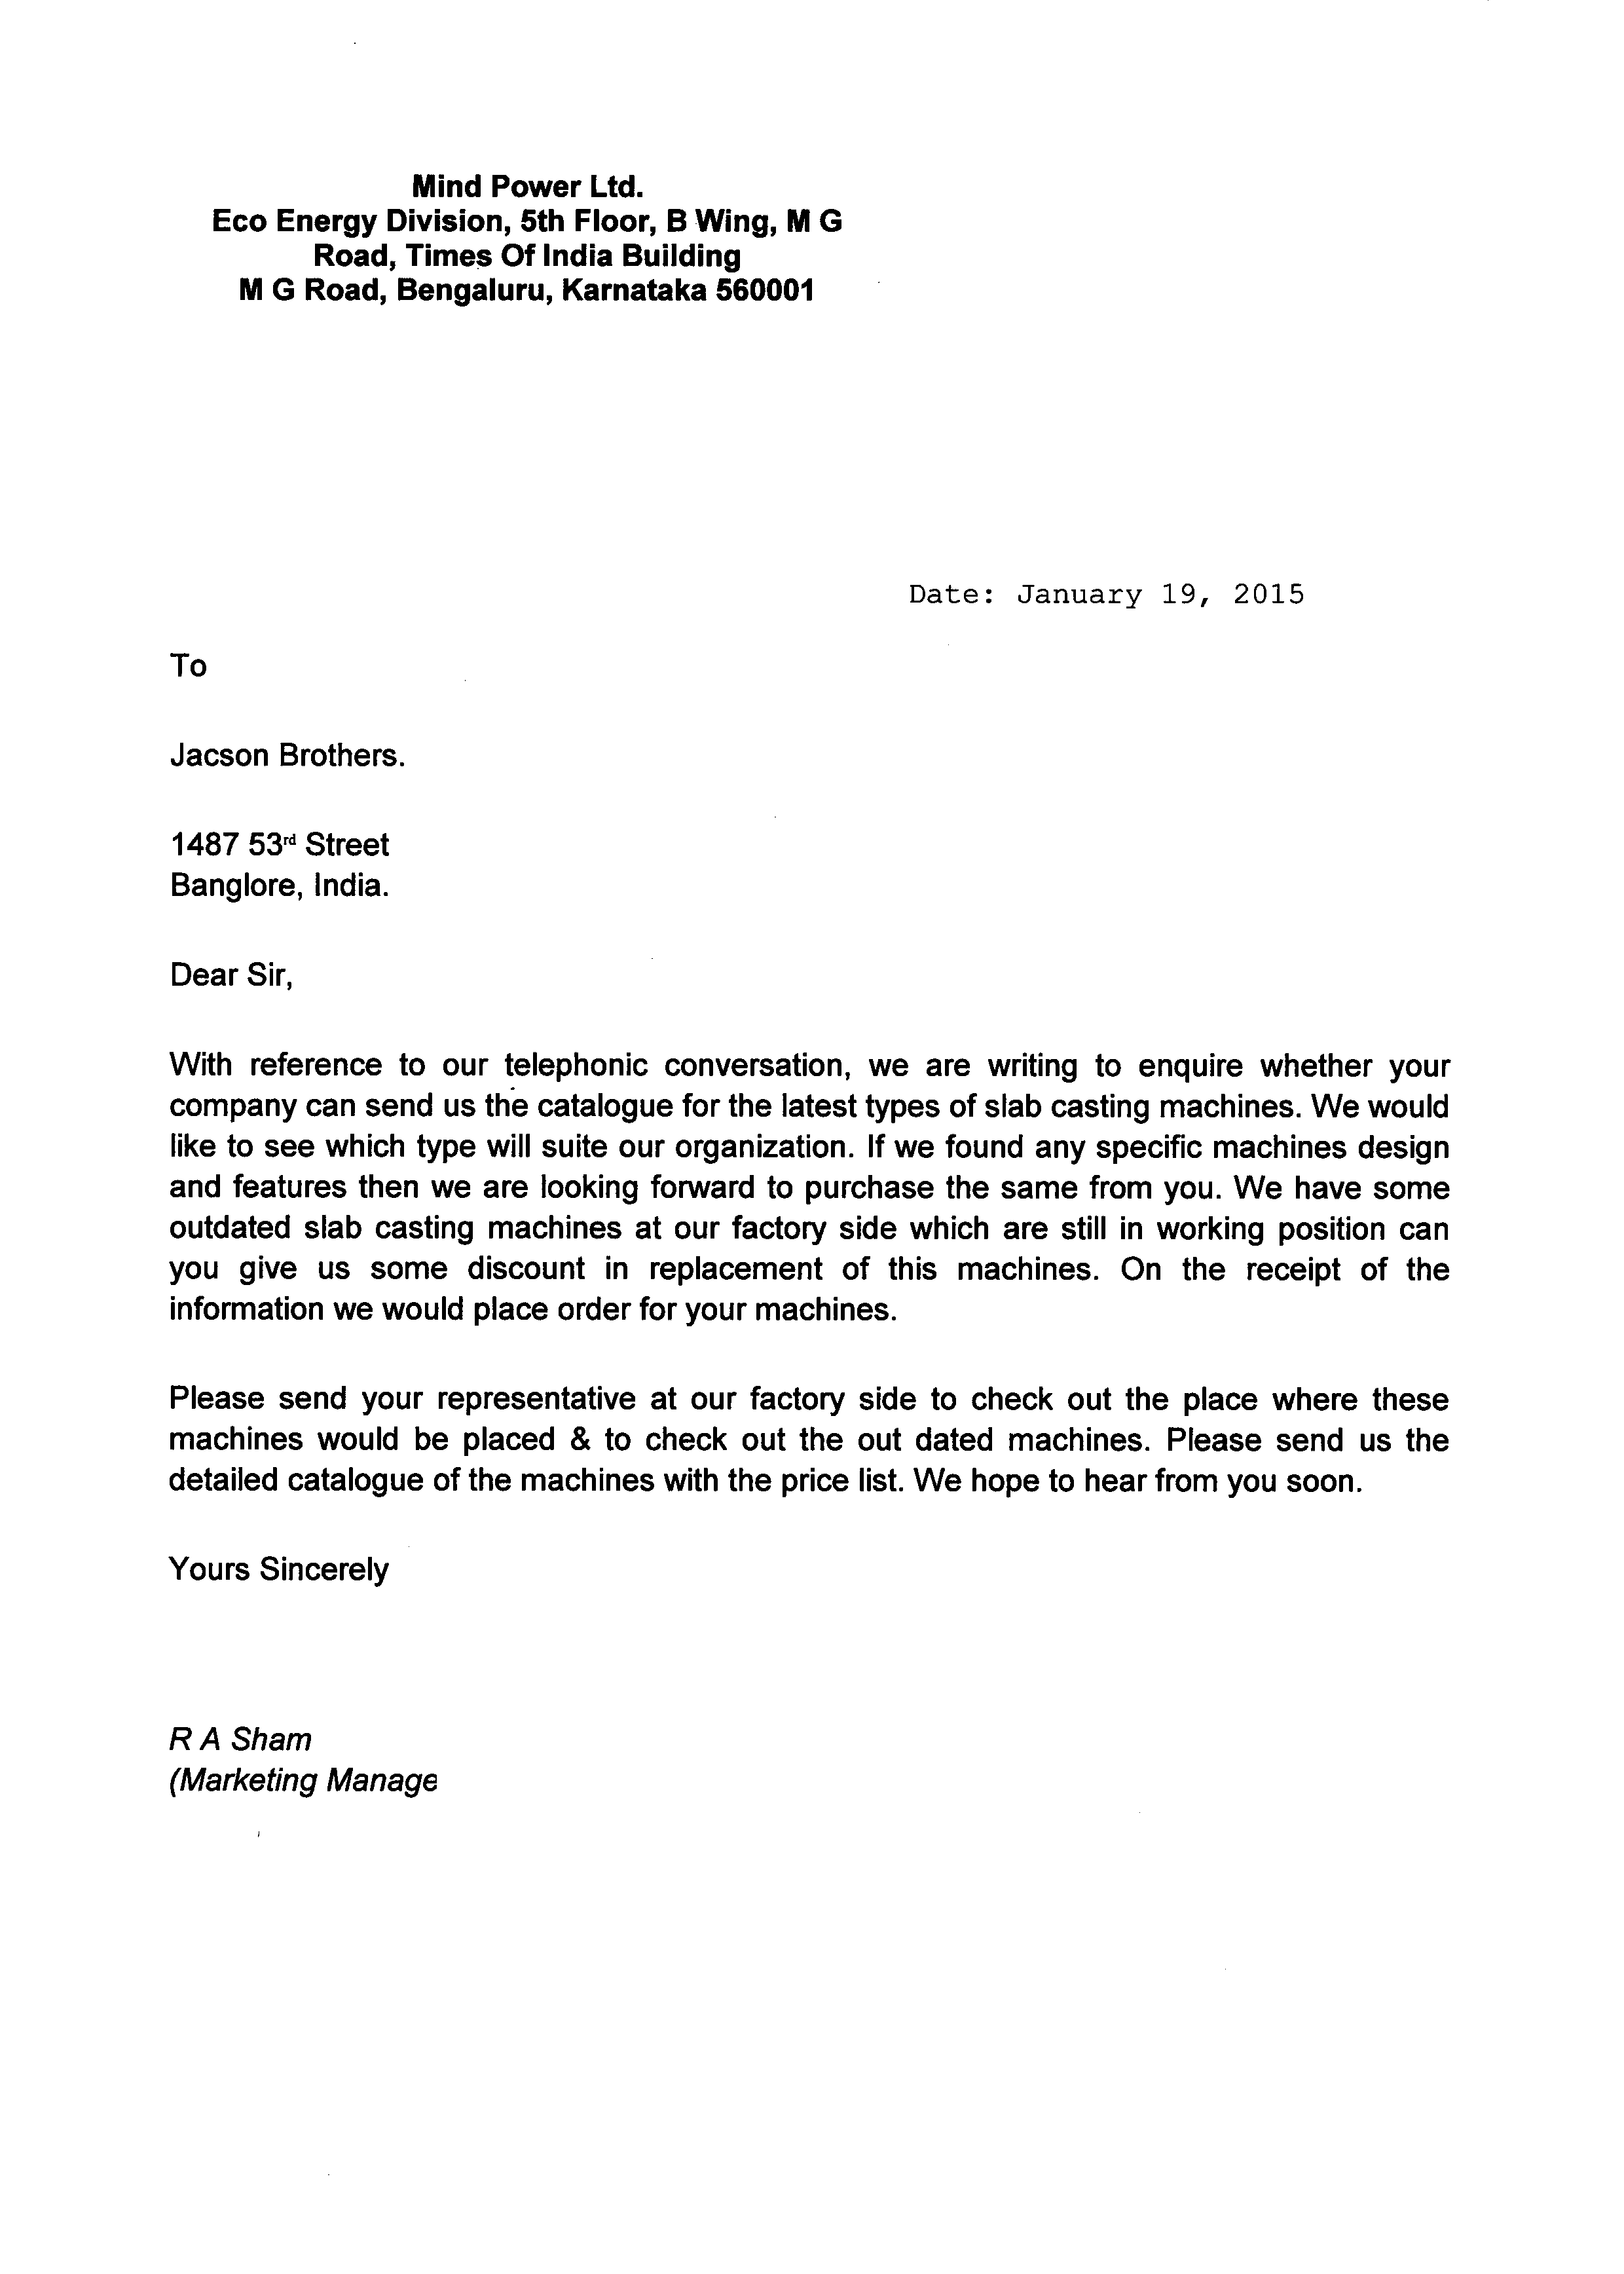 Mind Power Ltd.
Eco Energy Division, 5th Floor, B Wing, M G
Road, Times Of India Building
M G Road, Bengaluru, Karnataka 560001
Date: January 19, 2015
To
Jacson Brothers.
1487 53rd Street
Banglore, India.
Dear Sir,
With reference to our telephonic conversation, we are writing to enquire whether your
company can send us the catalogue for the latest types of slab casting machines. We would
like to see which type will suite our organization. If we found any specific machines design
and features then we are looking forward to purchase the same from you. We have some
outdated slab casting machines at our factory side which are still in working position can
you give us some discount in replacement of this machines. On the receipt of the
information we would place order for your machines.
Please send your representative at our factory side to check out the place where these
machines would be placed & to check out the out dated machines. Please send us the
detailed catalogue of the machines with the price list. We hope to hear from you soon.
Yours Sincerely
R A Sham
(Marketing Manage